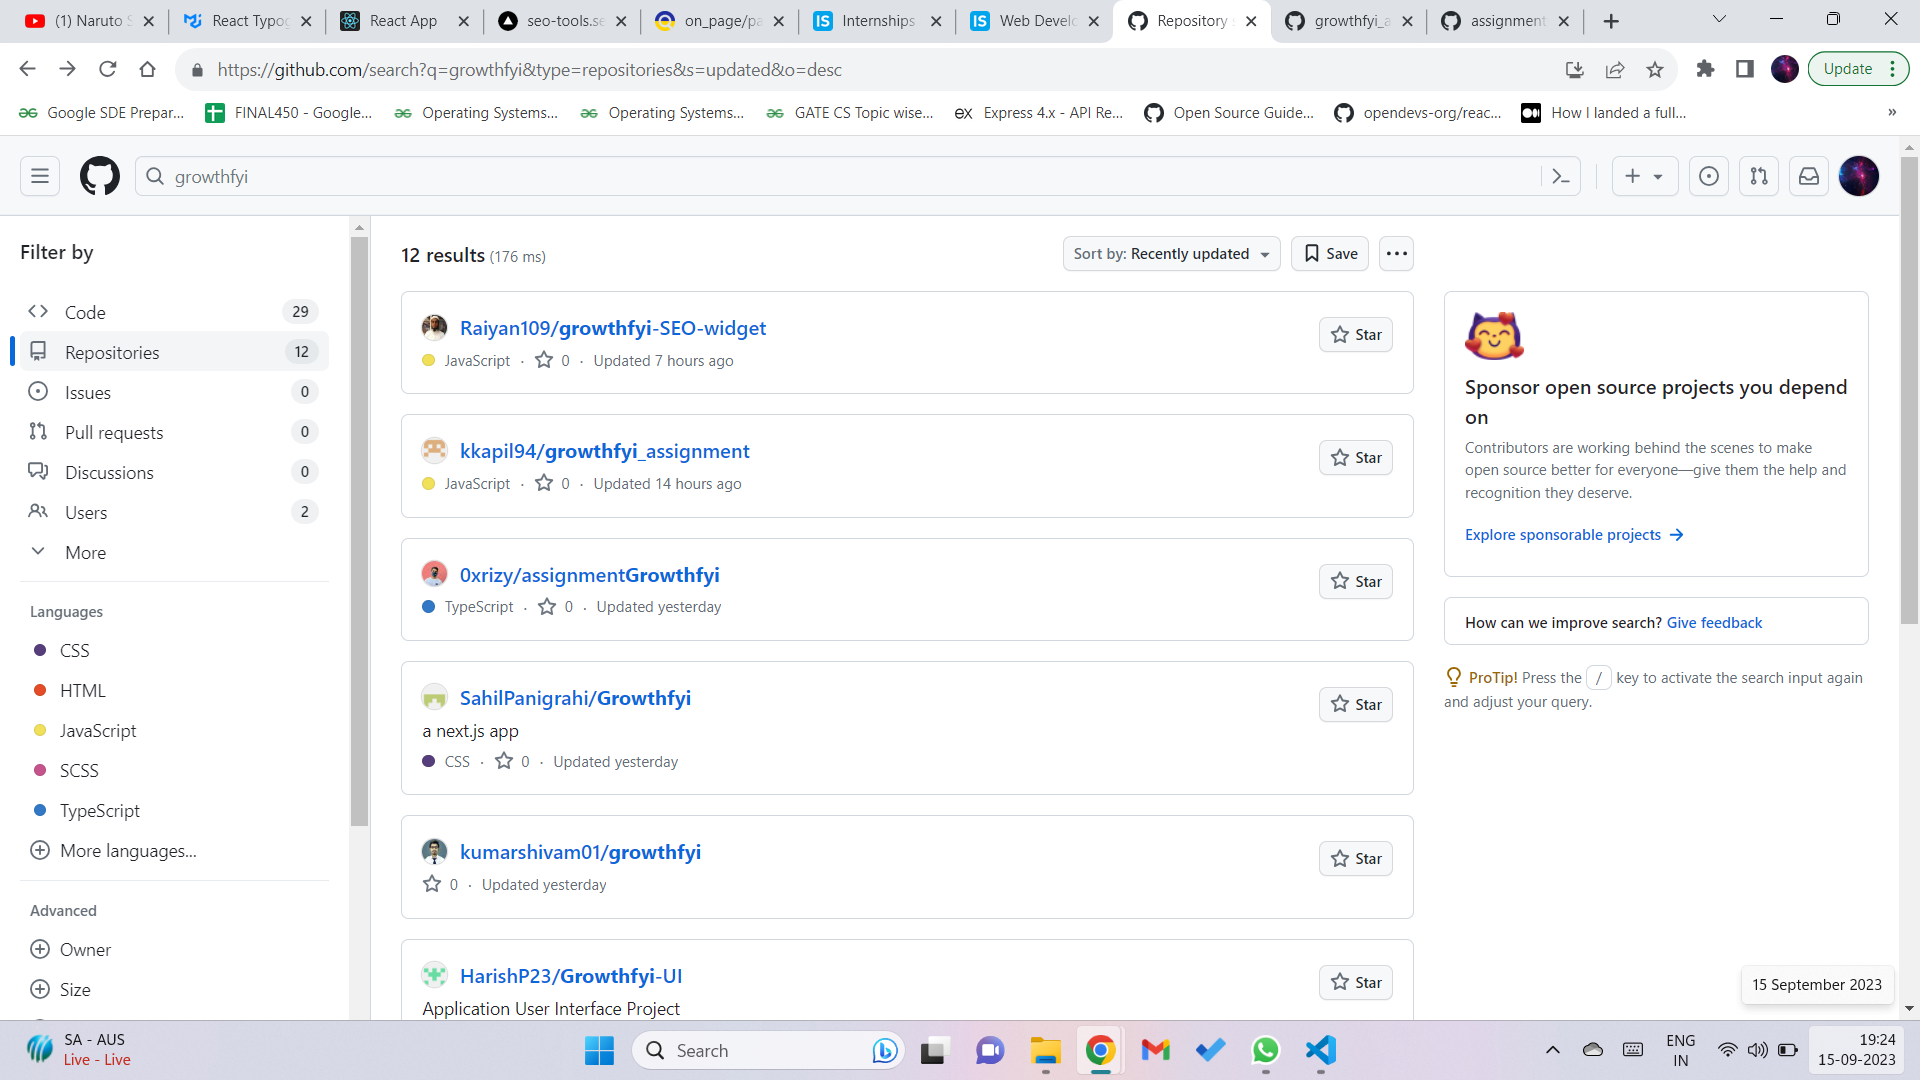 (1) Naruto S
React Typog
React App
seo-tools.se
on_page/pa
Internships
Web Develo
Repository s
growthfyi_a
assignment
https://github.com/search?q=growthfyi&type=repositories&s=updated&o=desc
Update
Google SDE Prepar...
FINAL450 - Google...
Operating Systems...
Operating Systems...
GATE CS Topic wise...
Express 4.x - API Re...
Open Source Guide...
opendevs-org/reac...
How I landed a full...
»
growthfyi
Filter by
Code 29
Repositories 12
Issues 0
Pull requests 0
Discussions 0
Users 2
More
Languages
CSS
HTML
JavaScript
SCSS
TypeScript
More languages...
Advanced
Owner
Size
12 results (176 ms)
Sort by: Recently updated
Save
Raiyan109/growthfyi-SEO-widget
Star
JavaScript · 0 · Updated 7 hours ago
kkapil94/growthfyi_assignment
Star
JavaScript · 0 · Updated 14 hours ago
0xrizy/assignmentGrowthfyi
Star
TypeScript · 0 · Updated yesterday
SahilPanigrahi/Growthfyi
Star
a next.js app
CSS · 0 · Updated yesterday
kumarshivam01/growthfyi
Star
0 · Updated yesterday
HarishP23/Growthfyi-UI
Star
Application User Interface Project
Sponsor open source projects you depend
on
Contributors are working behind the scenes to make
open source better for everyone—give them the help and
recognition they deserve.
Explore sponsorable projects
How can we improve search? Give feedback
ProTip! Press the / key to activate the search input again
and adjust your query.
15 September 2023
SA - AUS
Live - Live
Search
ENG
IN
19:24
15-09-2023